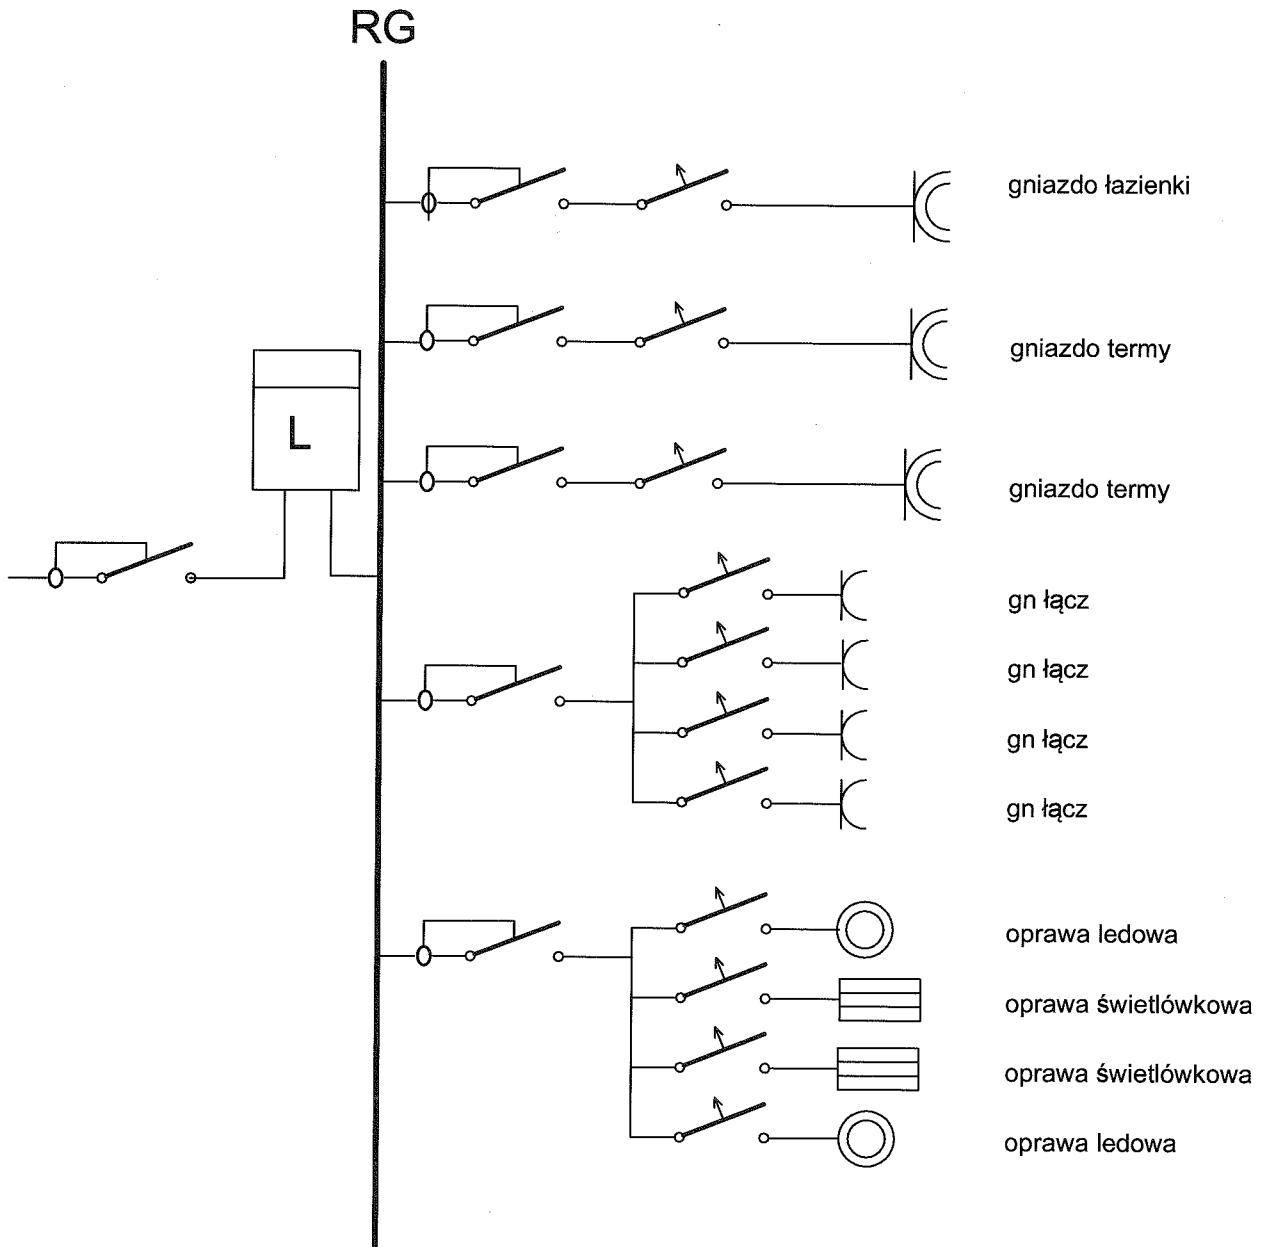 RG
gniazdo łazienki
gniazdo termy
L
gniazdo termy
gn łącz
gn łącz
gn łącz
gn łącz
oprawa ledowa
oprawa świetlówkowa
oprawa świetlówkowa
oprawa ledowa